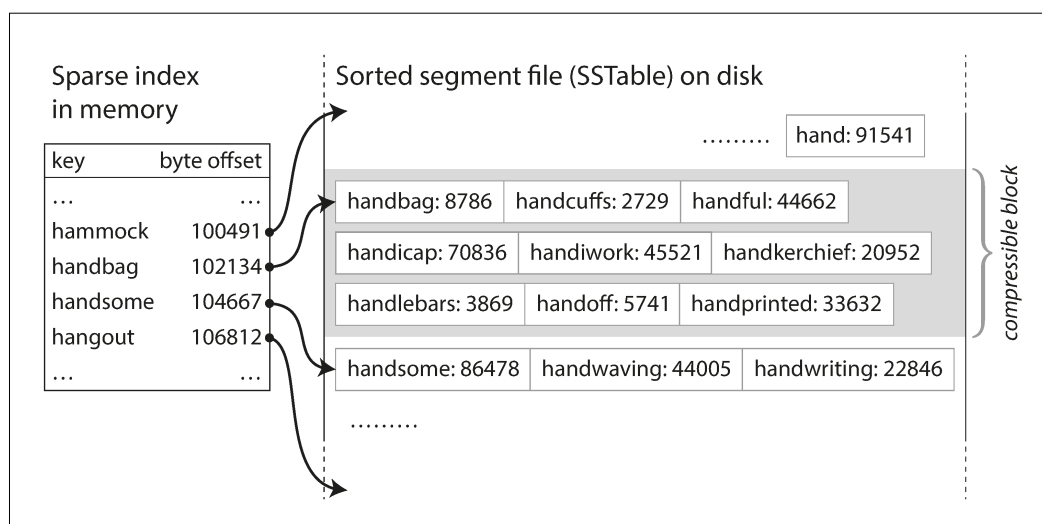 Sparse index
in memory
key byte offset
... ...
hammock 100491
handbag 102134
handsome 104667
hangout 106812
... ...
Sorted segment file (SSTable) on disk
......... hand: 91541
handbag: 8786 handcuffs: 2729 handful: 44662
handicap: 70836 handiwork: 45521 handkerchief: 20952
handlebars: 3869 handoff: 5741 handprinted: 33632
handsome: 86478 handwaving: 44005 handwriting: 22846
.........
compressible block